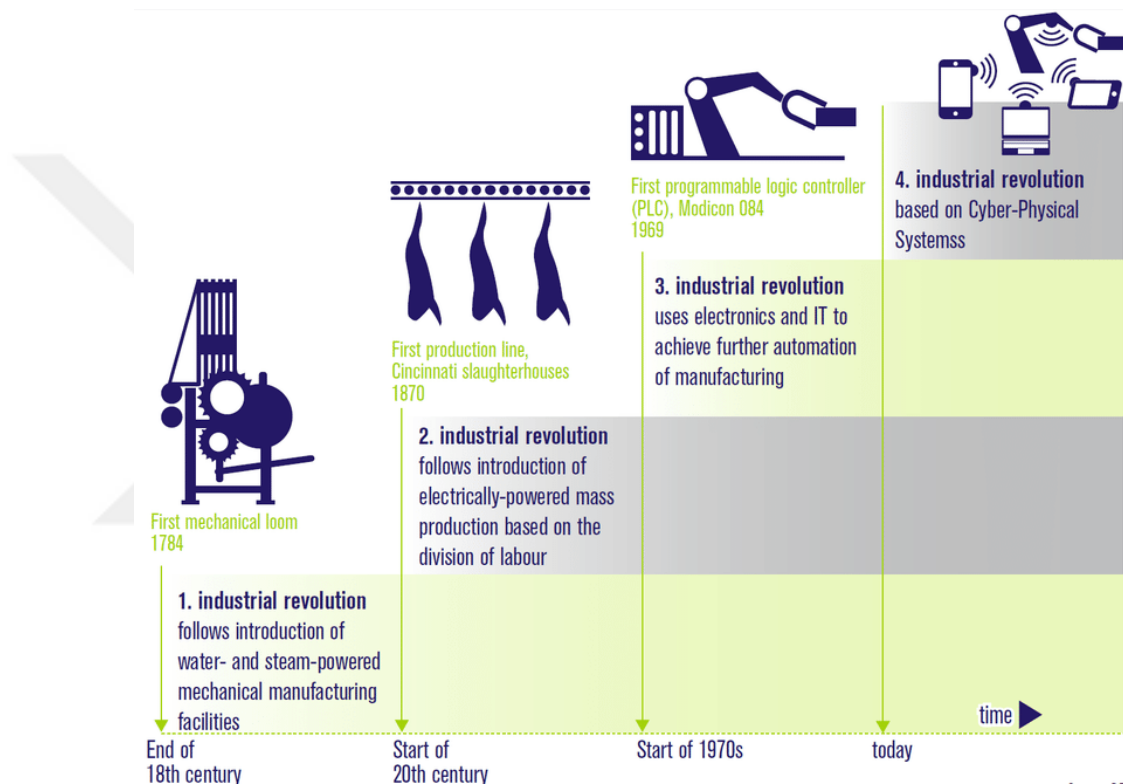 First programmable logic controller
(PLC), Modicon 084
1969
4. industrial revolution
based on Cyber-Physical
Systemss
3. industrial revolution
uses electronics and IT to
achieve further automation
of manufacturing
First production line,
Cincinnati slaughterhouses
1870
2. industrial revolution
follows introduction of
electrically-powered mass
production based on the
division of labour
First mechanical loom
1784
1. industrial revolution
follows introduction of
water- and steam-powered
mechanical manufacturing
facilities
time
End of
18th century
Start of
20th century
Start of 1970s
today